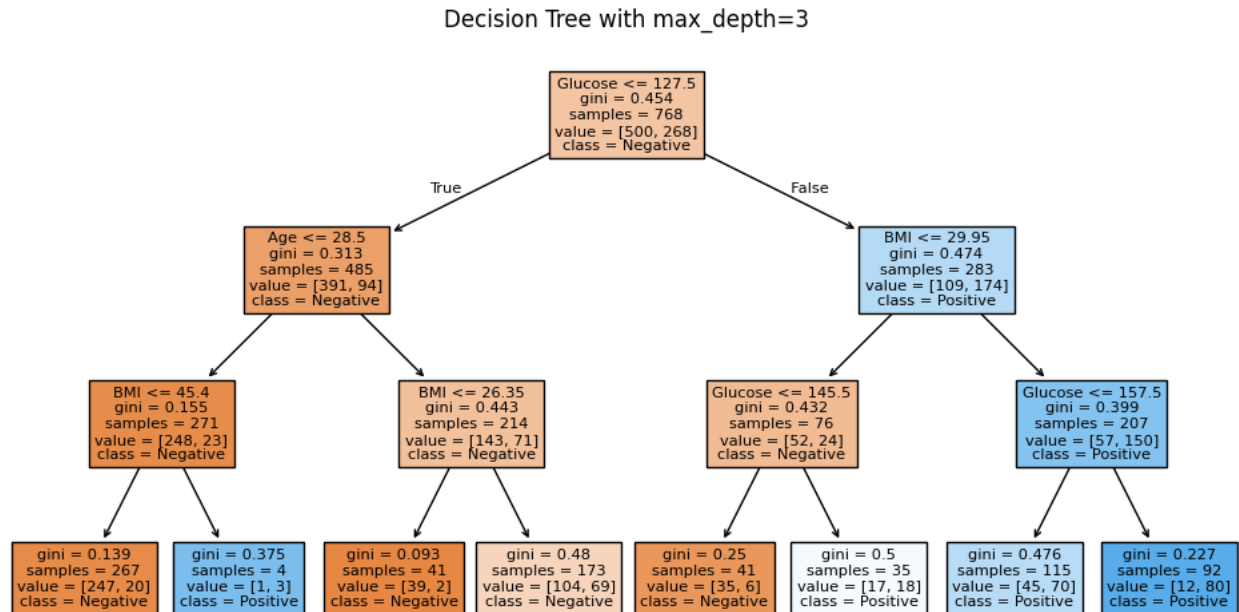 Decision Tree with max_depth=3
Glucose <= 127.5
gini = 0.454
samples = 768
value = [500, 268]
class = Negative
True
False
Age <= 28.5
gini = 0.313
samples = 485
value = [391, 94]
class = Negative
BMI <= 29.95
gini = 0.474
samples = 283
value = [109, 174]
class = Positive
BMI <= 45.4
gini = 0.155
samples = 271
value = [248, 23]
class = Negative
BMI <= 26.35
gini = 0.443
samples = 214
value = [143, 71]
class = Negative
Glucose <= 145.5
gini = 0.432
samples = 76
value = [52, 24]
class = Negative
Glucose <= 157.5
gini = 0.399
samples = 207
value = [57, 150]
class = Positive
gini = 0.139
samples = 267
value = [247, 20]
class = Negative
gini = 0.375
samples = 4
value = [1, 3]
class = Positive
gini = 0.093
samples = 41
value = [39, 2]
class = Negative
gini = 0.48
samples = 173
value = [104, 69]
class = Negative
gini = 0.25
samples = 41
value = [35, 6]
class = Negative
gini = 0.5
samples = 35
value = [17, 18]
class = Positive
gini = 0.476
samples = 115
value = [45, 70]
class = Positive
gini = 0.227
samples = 92
value = [12, 80]
class = Positive